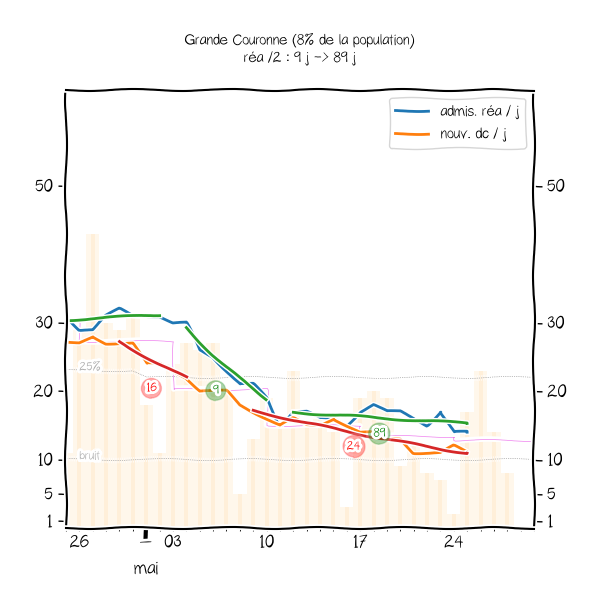 Grande Couronne (8% de la population)
réa /2 : 9 j -> 89 j
admis. réa / j
nouv. dc / j
50 50
30 30
25%
20 20
16 9 89
24
bruit
10 10
5 5
1 1
26 1 03 10 17 24
mai